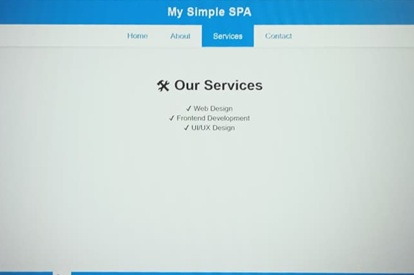 My Simple SPA
Home About Services Contact
🛠 Our Services
✔ Web Design
✔ Frontend Development
✔ UI/UX Design